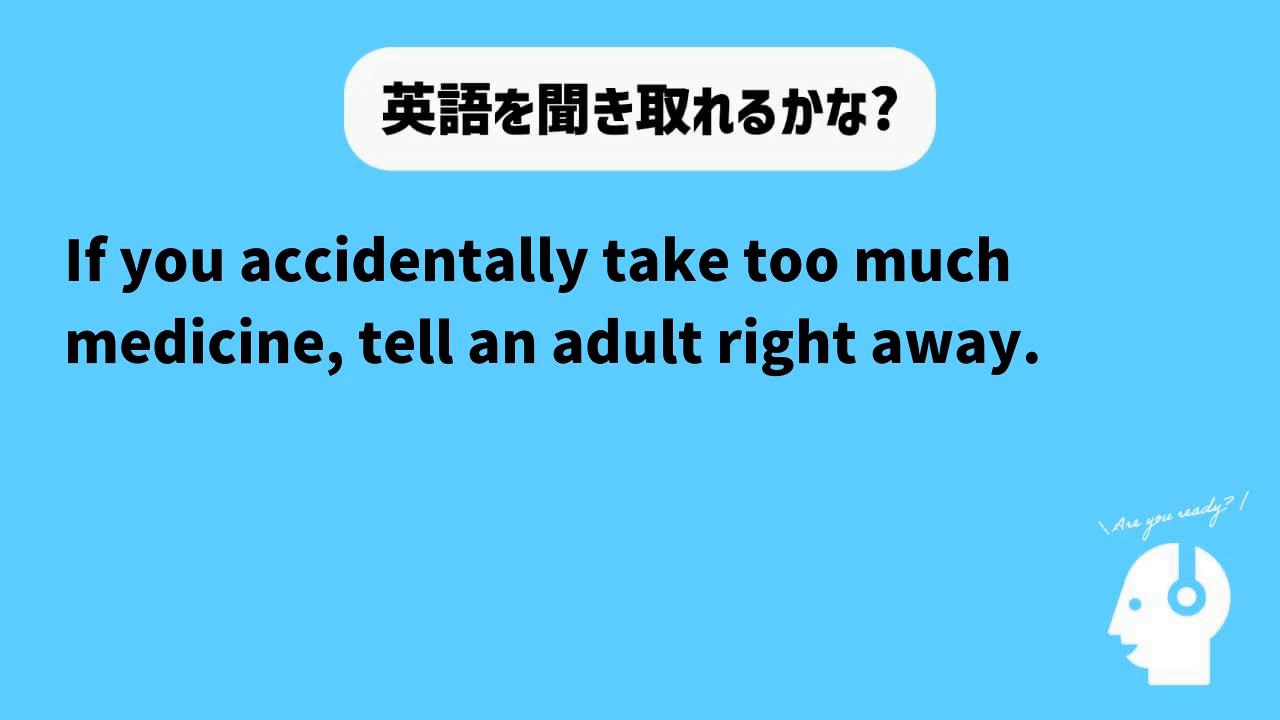 英語を聞き取れるかな?
If you accidentally take too much
medicine, tell an adult right away.
\ Are you ready? /